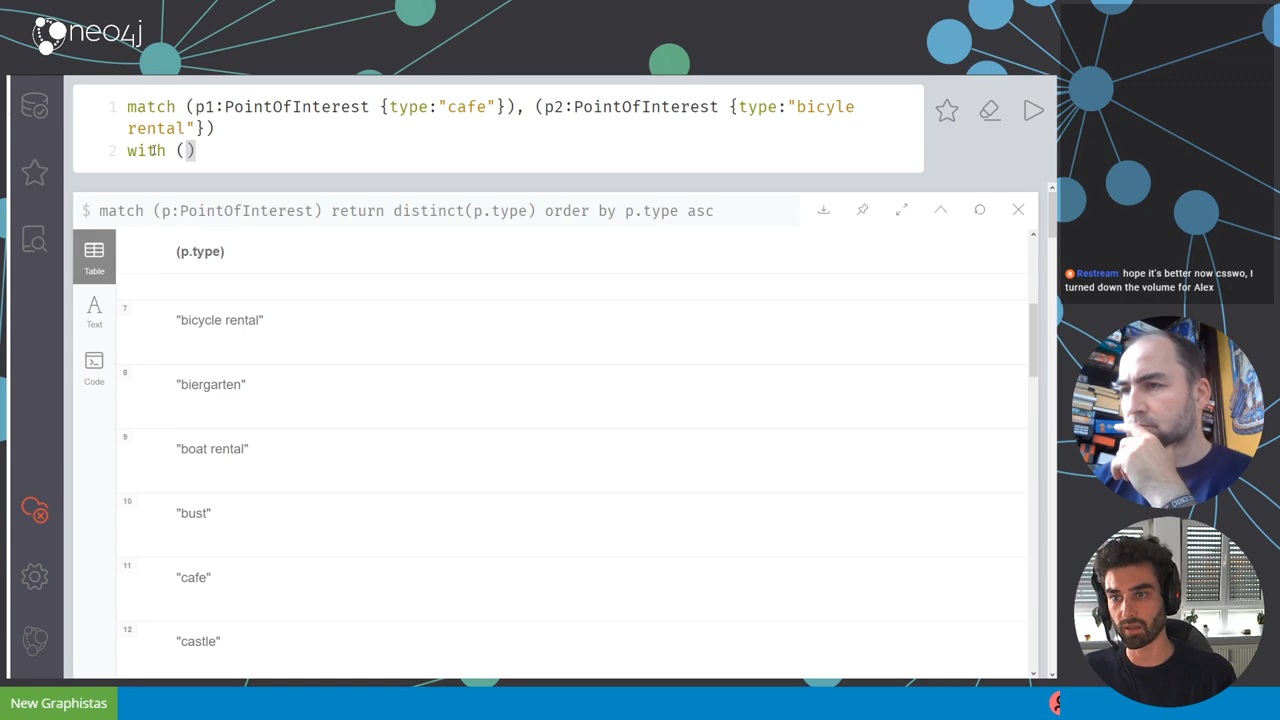 neo4j
1 match (p1:PointOfInterest {type:"cafe"}), (p2:PointOfInterest {type:"bicyle
rental"})
2 with ()
$ match (p:PointOfInterest) return distinct(p.type) order by p.type asc
Table
Text
Code
(p.type)
7 "bicycle rental"
8 "biergarten"
9 "boat rental"
10 "bust"
11 "cafe"
12 "castle"
Restream: hope it's better now csswo, I
turned down the volume for Alex
New Graphistas